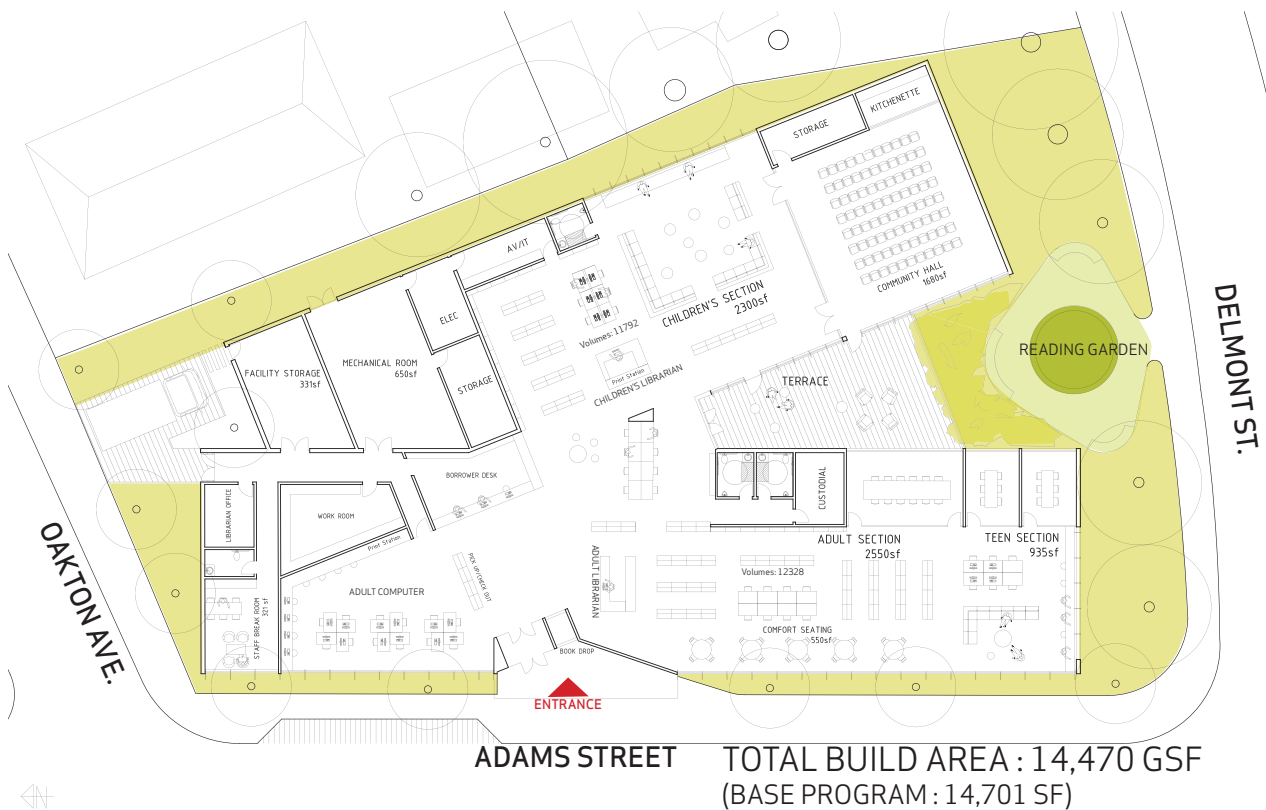 KITCHENETTE
STORAGE
COMMUNITY HALL
1680sf
AV/IT
CHILDREN'S SECTION
2300sf
ELEC
Volumes: 11792
MECHANICAL ROOM
650sf
FACILITY STORAGE
331sf
STORAGE
Print Station
CHILDREN'S LIBRARIAN
TERRACE
READING GARDEN
DELMONT ST.
BORROWER DESK
LIBRARIAN OFFICE
WORK ROOM
Print Station
CUSTODIAL
ADULT SECTION
2550sf
TEEN SECTION
935sf
OAKTON AVE.
PICK UP/CHECK OUT
ADULT LIBRARIAN
Volumes: 12328
ADULT COMPUTER
STAFF BREAK ROOM
321 sf
COMFORT SEATING
550sf
BOOK DROP
ENTRANCE
ADAMS STREET
TOTAL BUILD AREA : 14,470 GSF
(BASE PROGRAM : 14,701 SF)
N